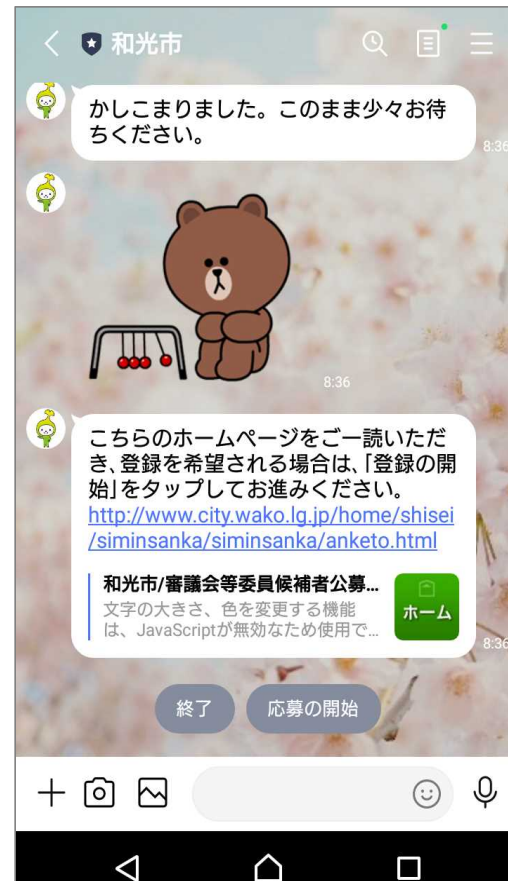 和光市
かしこまりました。このまま少々お待
ちください。
8:36
8:36
こちらのホームページをご一読いただ
き、登録を希望される場合は、「登録の開
始」をタップしてお進みください。
http://www.city.wako.lg.jp/home/shisei
/siminsanka/siminsanka/anketo.html
和光市/審議会等委員候補者公募...
文字の大きさ、色を変更する機能
は、JavaScriptが無効なため使用で...
ホーム
8:36
終了
応募の開始